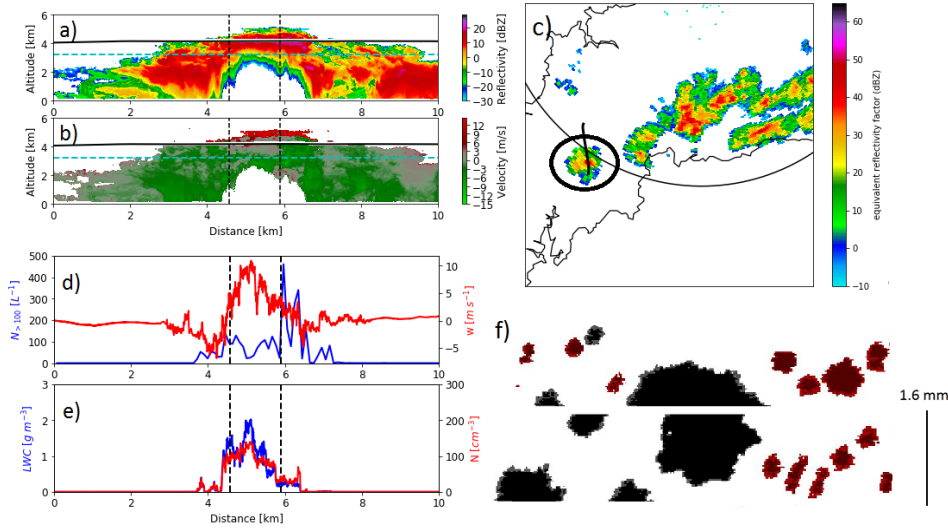 a)
Altitude [km]
6
4
2
0
0 2 4 6 8 10
20
10
0
−10
−20
−30
Reflectivity [dBZ]
b)
Altitude [km]
6
4
2
0
0 2 4 6 8 10
Distance [km]
12
9
6
3
0
−3
−6
−9
−12
−15
Velocity [m/s]
c)
60
50
40
30
20
10
0
−10
equivalent reflectivity factor (dBZ)
d)
N>100 [L⁻¹]
500
400
300
200
100
0
0 2 4 6 8 10
10
5
0
−5
w [m s⁻¹]
e)
LWC [g m⁻³]
3
2
1
0
0 2 4 6 8 10
Distance [km]
300
200
100
0
N [cm⁻³]
f)
1.6 mm